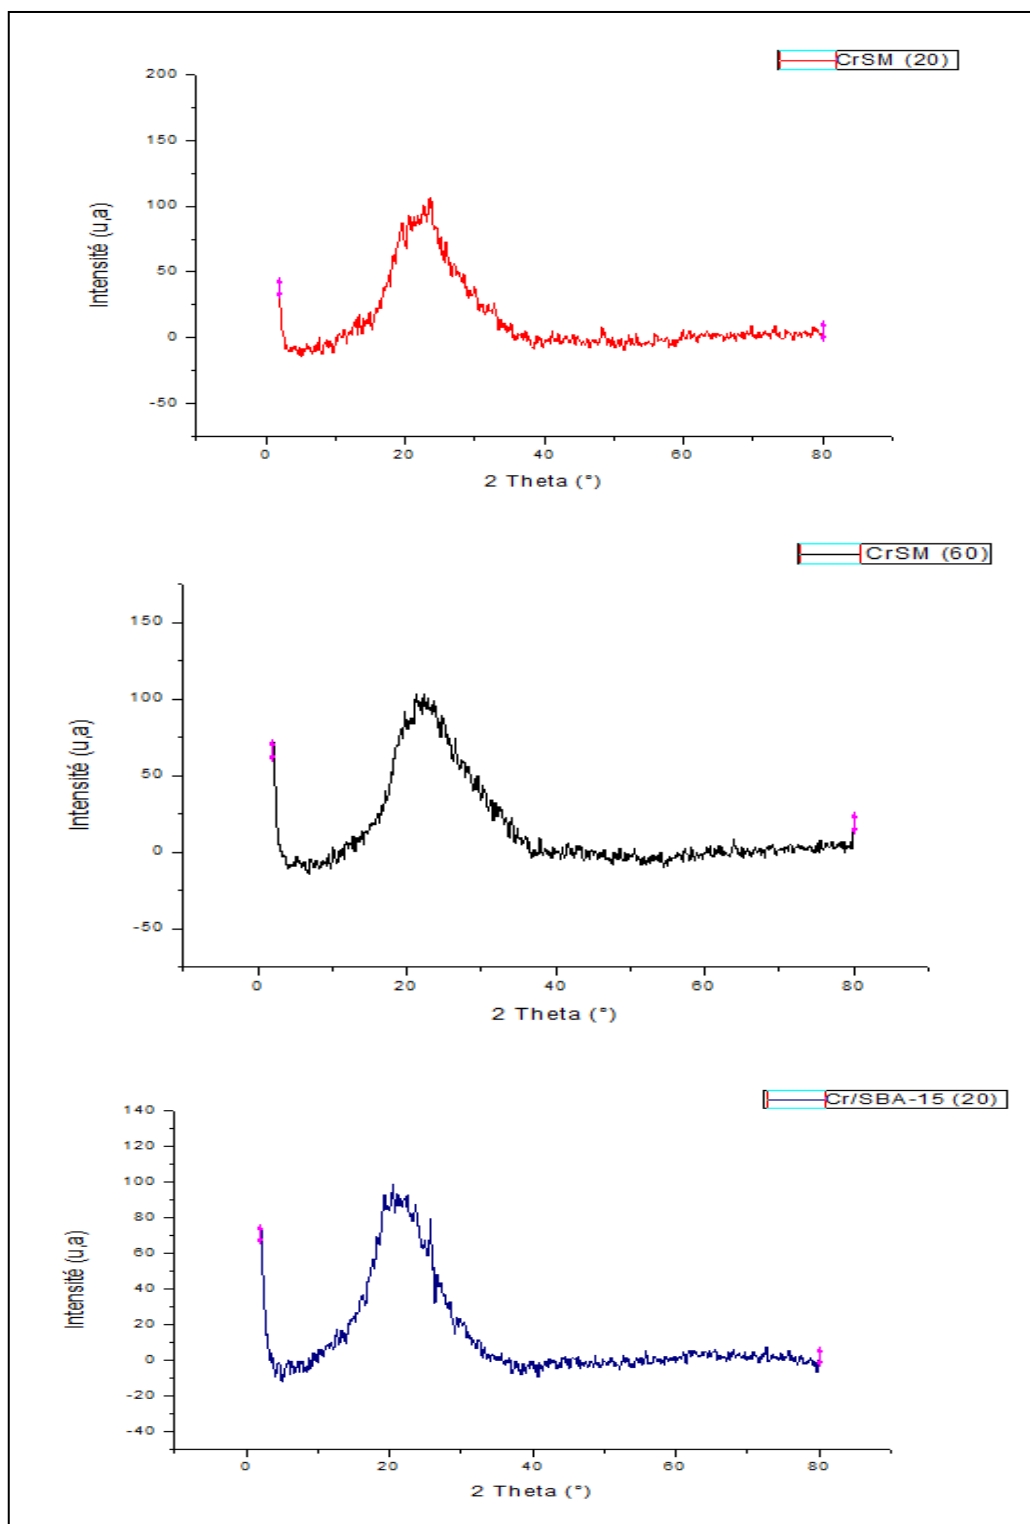 CrSM (20)
200
150
100
50
0
-50
Intensité (u,a)
0 20 40 60 80
2 Theta (°)
CrSM (60)
150
100
50
0
-50
Intensité (u,a)
0 20 40 60 80
2 Theta (°)
Cr/SBA-15 (20)
140
120
100
80
60
40
20
0
-20
-40
Intensité (u,a)
0 20 40 60 80
2 Theta (°)